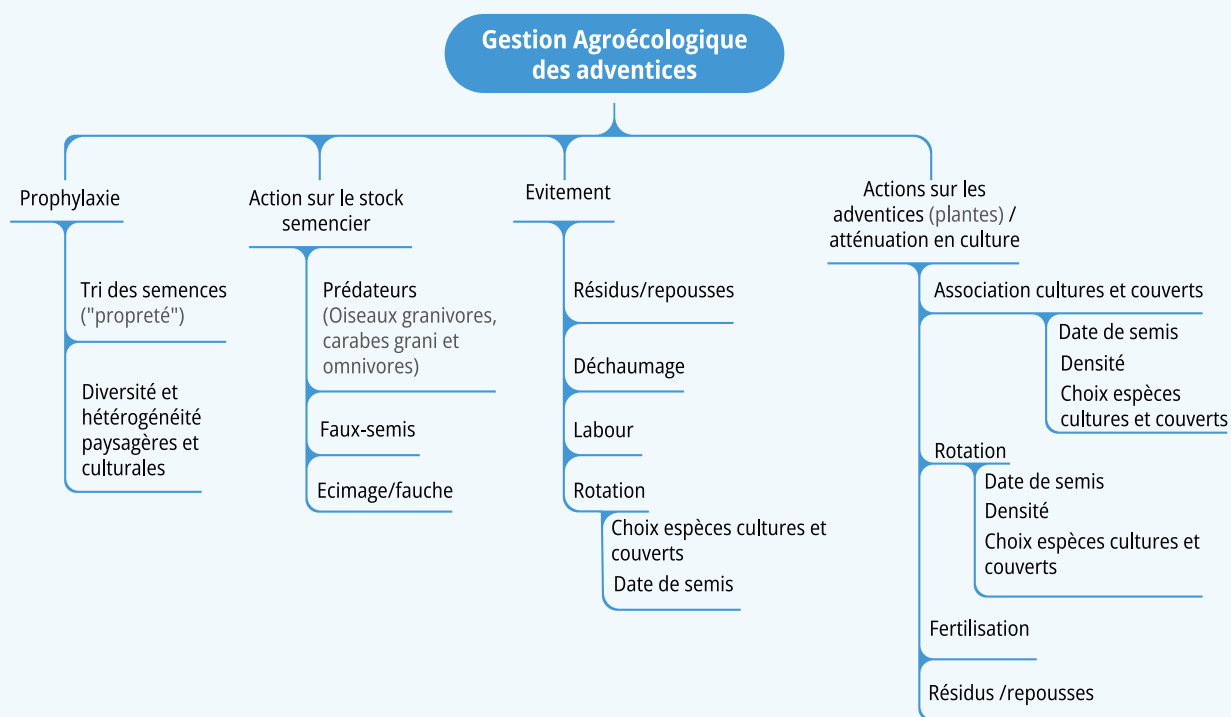 Gestion Agroécologique
des adventices
Prophylaxie
Tri des semences
("propreté")
Diversité et
hétérogénéité
paysagères et
culturales
Action sur le stock
semencier
Prédateurs
(Oiseaux granivores,
carabes grani et
omnivores)
Faux-semis
Ecimage/fauche
Evitement
Résidus/repousses
Déchaumage
Labour
Rotation
Choix espèces cultures et
couverts
Date de semis
Actions sur les
adventices (plantes) /
atténuation en culture
Association cultures et couverts
Date de semis
Densité
Choix espèces
cultures et couverts
Rotation
Date de semis
Densité
Choix espèces cultures et
couverts
Fertilisation
Résidus /repousses